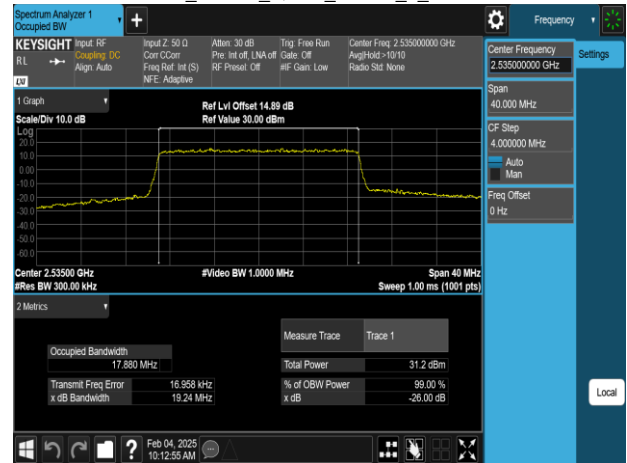 Spectrum Analyzer 1
Occupied BW
Frequency
KEYSIGHT
RL
LXI
Input: RF
Coupling: DC
Align: Auto
Input Z: 50 Ω
Corr CCorr
Freq Ref: Int (S)
NFE: Adaptive
Atten: 30 dB
Pre: Int off, LNA off
RF Presel: Off
Trig: Free Run
Gate: Off
#IF Gain: Low
Center Freq: 2.535000000 GHz
Avg|Hold:>10/10
Radio Std: None
Center Frequency
2.535000000 GHz
Settings
Span
40.000 MHz
CF Step
4.000000 MHz
Auto
Man
Freq Offset
0 Hz
1 Graph
Scale/Div 10.0 dB
Ref Lvl Offset 14.89 dB
Ref Value 30.00 dBm
Log
20.0
10.0
0.00
-10.0
-20.0
-30.0
-40.0
-50.0
-60.0
Center 2.53500 GHz
#Res BW 300.00 kHz
#Video BW 1.0000 MHz
Span 40 MHz
Sweep 1.00 ms (1001 pts)
2 Metrics
Measure Trace
Trace 1
Occupied Bandwidth
17.880 MHz
Total Power
31.2 dBm
Transmit Freq Error
16.958 kHz
% of OBW Power
99.00 %
x dB Bandwidth
19.24 MHz
x dB
-26.00 dB
Local
Feb 04, 2025
10:12:55 AM